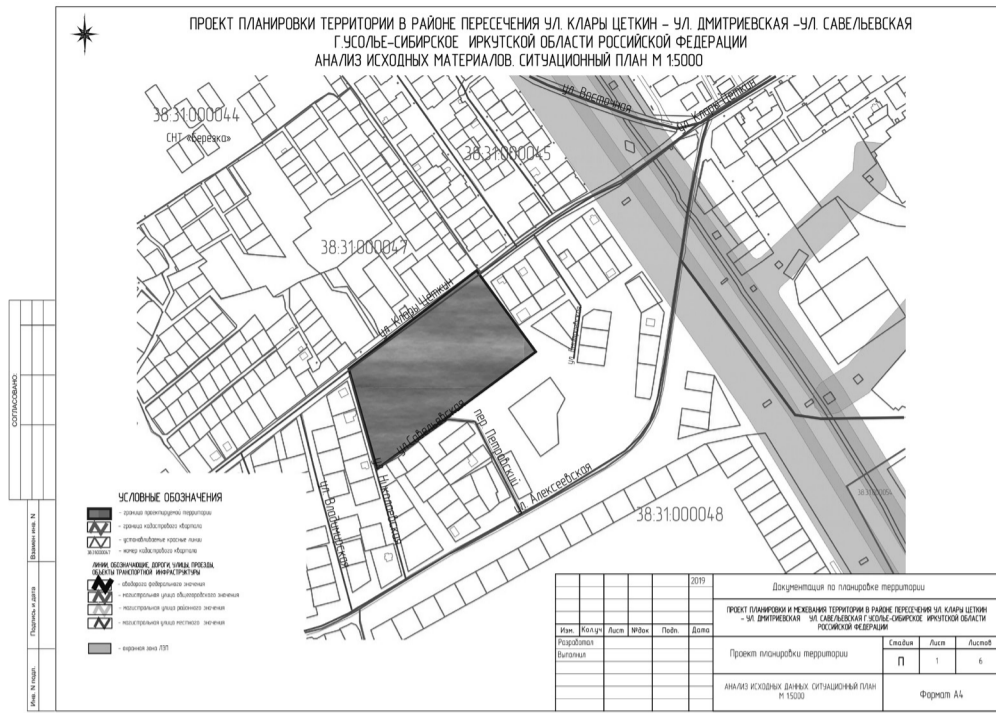 ПРОЕКТ ПЛАНИРОВКИ ТЕРРИТОРИИ В РАЙОНЕ ПЕРЕСЕЧЕНИЯ УЛ. КЛАРЫ ЦЕТКИН – УЛ. ДМИТРИЕВСКАЯ –УЛ. САВЕЛЬЕВСКАЯ
Г.УСОЛЬЕ-СИБИРСКОЕ ИРКУТСКОЙ ОБЛАСТИ РОССИЙСКОЙ ФЕДЕРАЦИИ
АНАЛИЗ ИСХОДНЫХ МАТЕРИАЛОВ. СИТУАЦИОННЫЙ ПЛАН М 1:5000
38:31:000044
СНТ «Березка»
ул. Восточная
ул. Клары Цеткин
38:31:000045
38:31:000047
ул. Клары Цеткин
ул.Савельевская
пер. Петровский
ул. Николаевская
ул. Владимирская
ул. Алексеевская
38:31:000048
СОГЛАСОВАНО:
Взамен инв. N
Подпись и дата
Инв. N подл.
УСЛОВНЫЕ ОБОЗНАЧЕНИЯ
- граница проектируемой территории
- граница кадастрового квартала
- устанавливаемые красные линии
38:31:000047 - номер кадастрового квартала
ЛИНИИ, ОБОЗНАЧАЮЩИЕ, ДОРОГИ, УЛИЦЫ, ПРОЕЗДЫ,
ОБЪЕКТЫ ТРАНСПОРТНОЙ ИНФРАСТРУКТУРЫ
- магистральная улица общегородского значения
- магистральная улица районного значения
- магистральная улица местного значения
- охранная зона ЛЭП
2019
Документация по планировке территории
ПРОЕКТ ПЛАНИРОВКИ И МЕЖЕВАНИЯ ТЕРРИТОРИИ В РАЙОНЕ ПЕРЕСЕЧЕНИЯ УЛ. КЛАРЫ ЦЕТКИН
– УЛ. ДМИТРИЕВСКАЯ УЛ. САВЕЛЬЕВСКАЯ Г.УСОЛЬЕ-СИБИРСКОЕ ИРКУТСКОЙ ОБЛАСТИ
РОССИЙСКОЙ ФЕДЕРАЦИИ
Изм. Кол.уч Лист №док Подп. Дата
Разработал
Выполнил
Проект планировки территории
Стадия Лист Листов
П 1 6
АНАЛИЗ ИСХОДНЫХ ДАННЫХ. СИТУАЦИОННЫЙ ПЛАН
М 1:5000
Формат А4